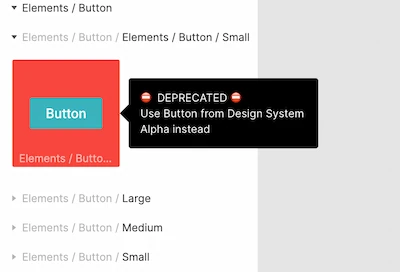 Elements / Button
Elements / Button / Elements / Button / Small
Button
Elements / Butto...
DEPRECATED
Use Button from Design System
Alpha instead
Elements / Button / Large
Elements / Button / Medium
Elements / Button / Small